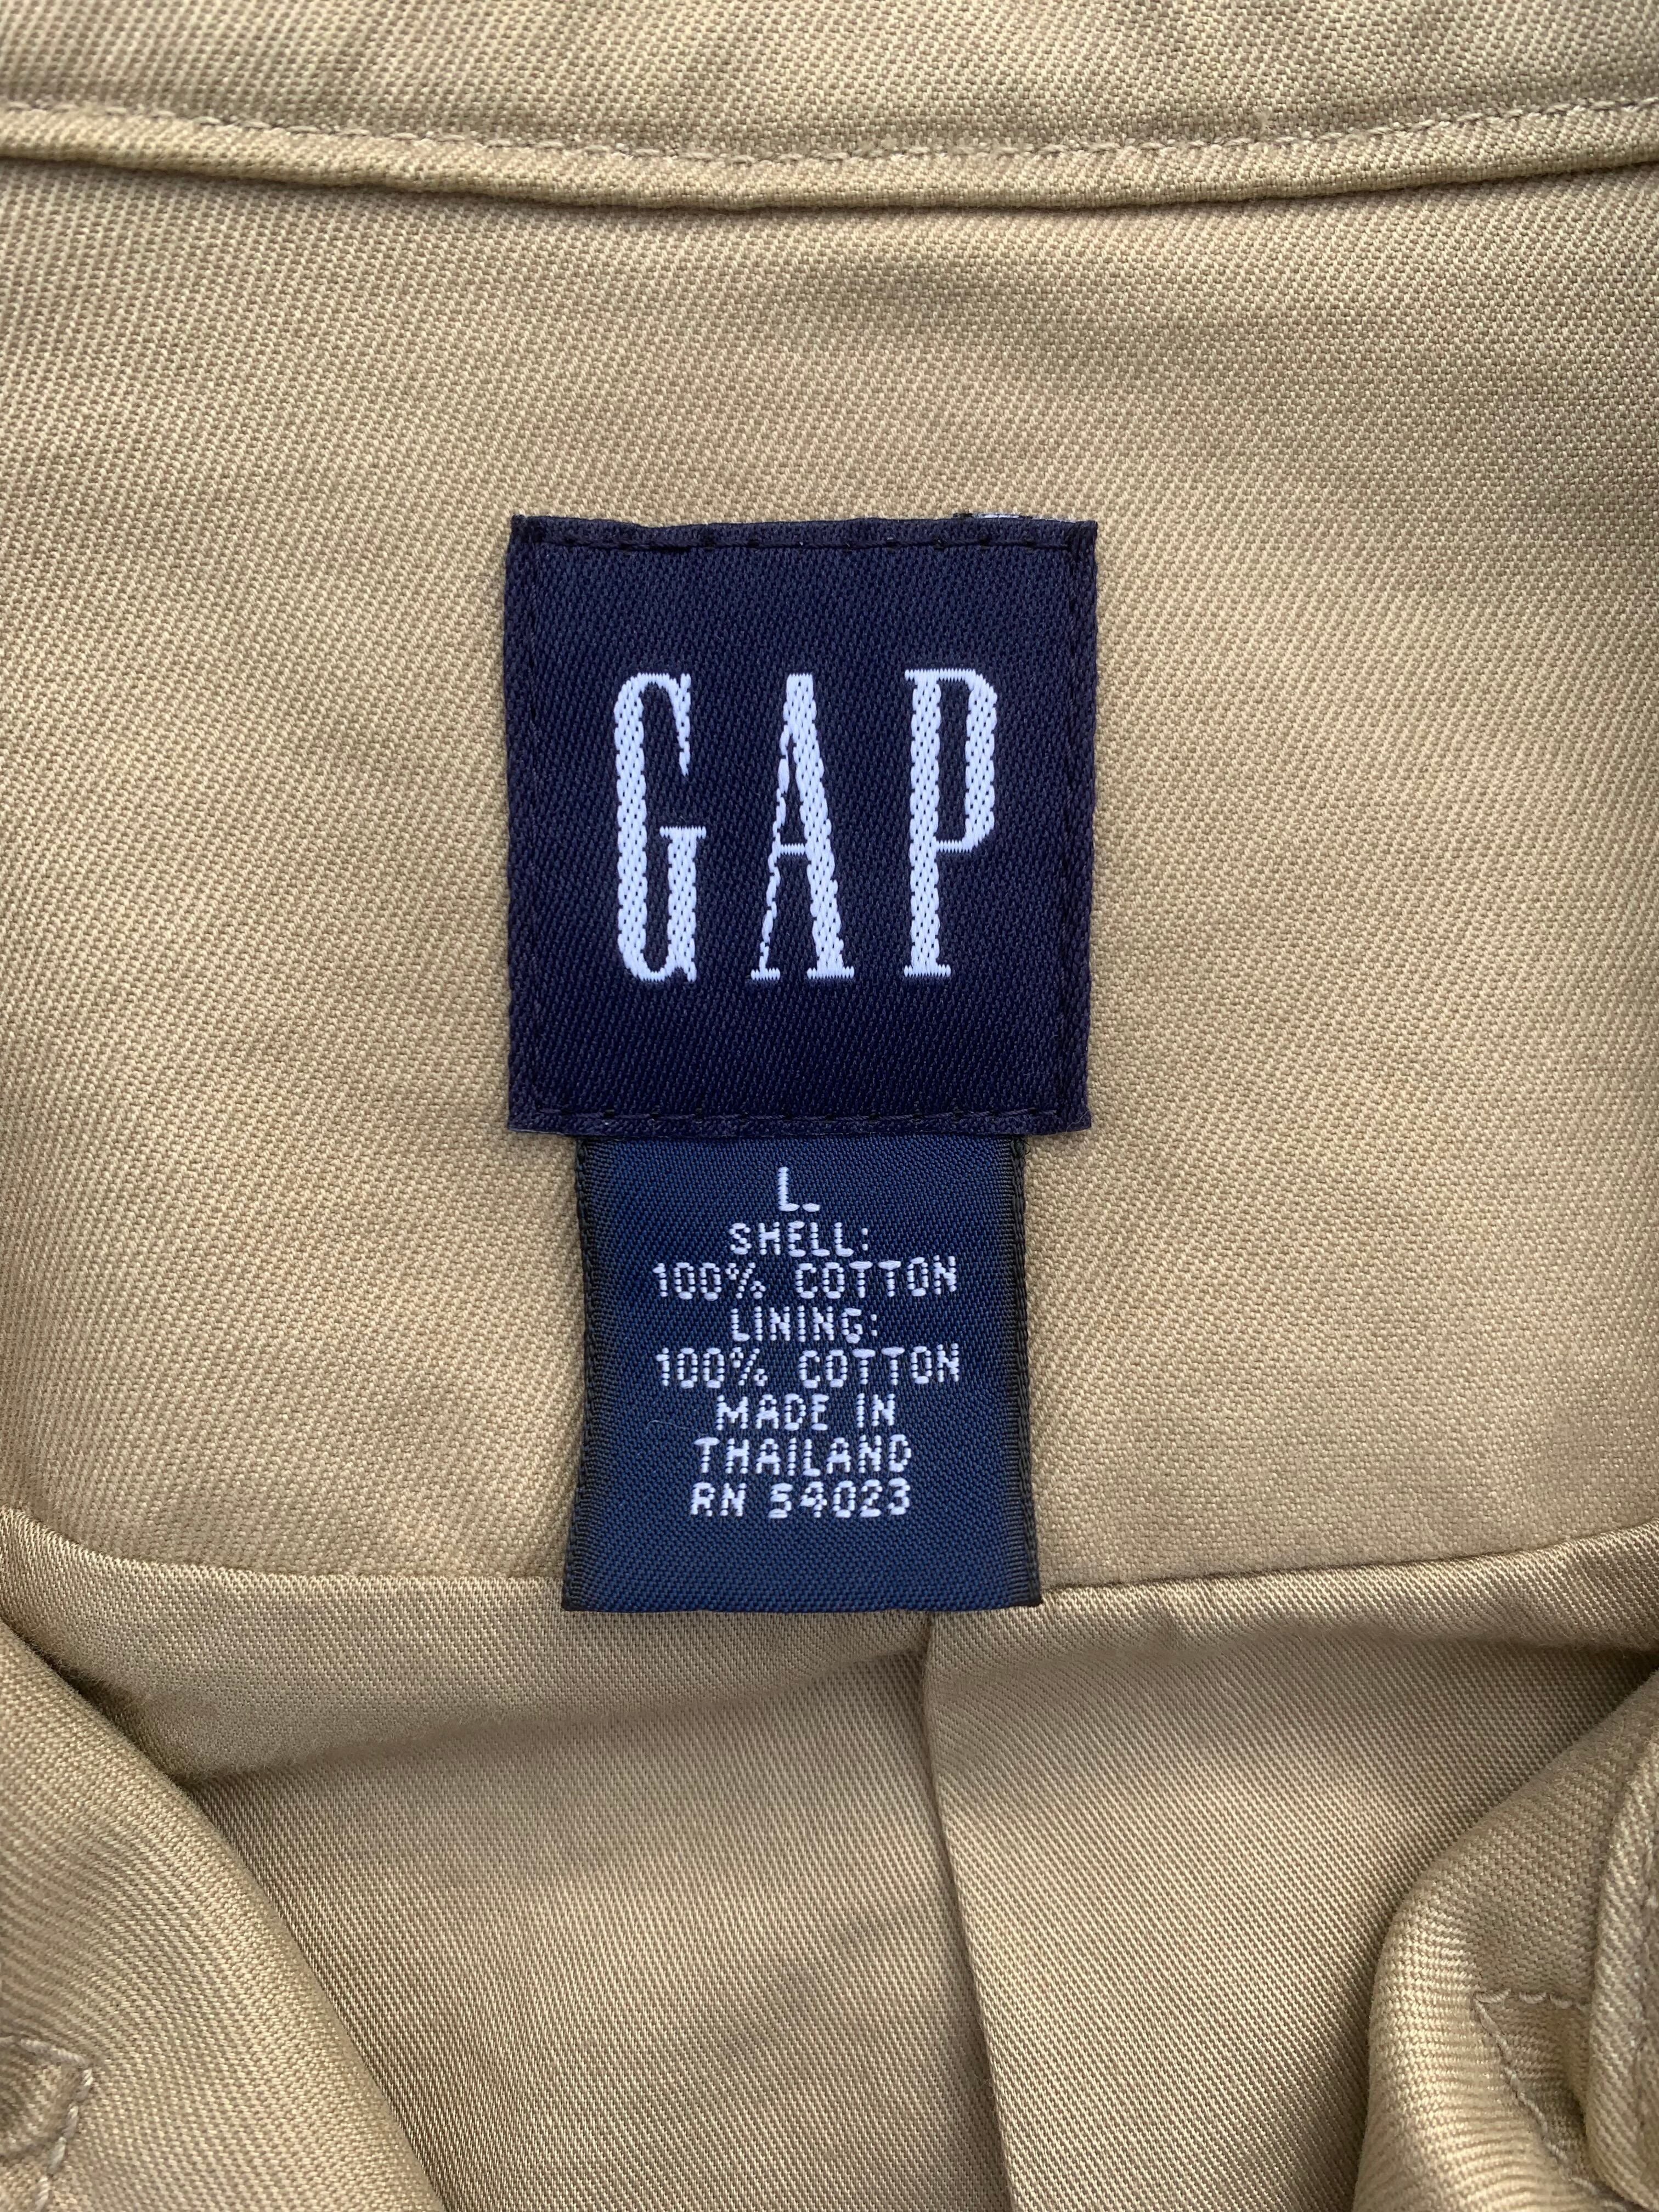 GAP
L.
SHELL:
100% COTTON
LINING:
100% COTTON
MADE IN
THAILAND
RN 54023